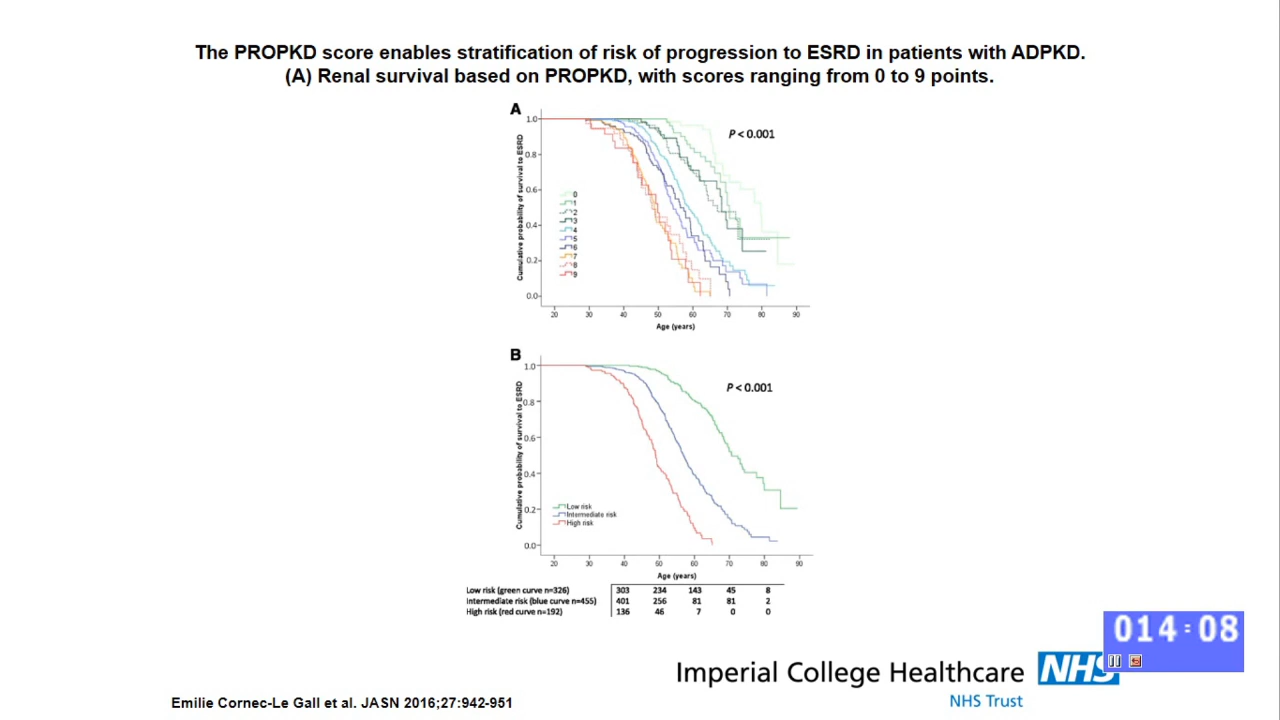 The PROPKD score enables stratification of risk of progression to ESRD in patients with ADPKD.
(A) Renal survival based on PROPKD, with scores ranging from 0 to 9 points.
A
P < 0.001
Cumulative probability of survival to ESRD
1.0
0.8
0.6
0.4
0.2
0.0
0
1
2
3
4
5
6
7
8
9
20 30 40 50 60 70 80 90
Age (years)
B
P < 0.001
Cumulative probability of survival to ESRD
1.0
0.8
0.6
0.4
0.2
0.0
Low risk
Intermediate risk
High risk
20 30 40 50 60 70 80 90
Age (years)
Low risk (green curve n=326) 303 234 143 45 8
Intermediate risk (blue curve n=455) 401 256 81 81 2
High risk (red curve n=192) 136 46 7 0 0
014:08
Imperial College Healthcare NHS
NHS Trust
Emilie Cornec-Le Gall et al. JASN 2016;27:942-951